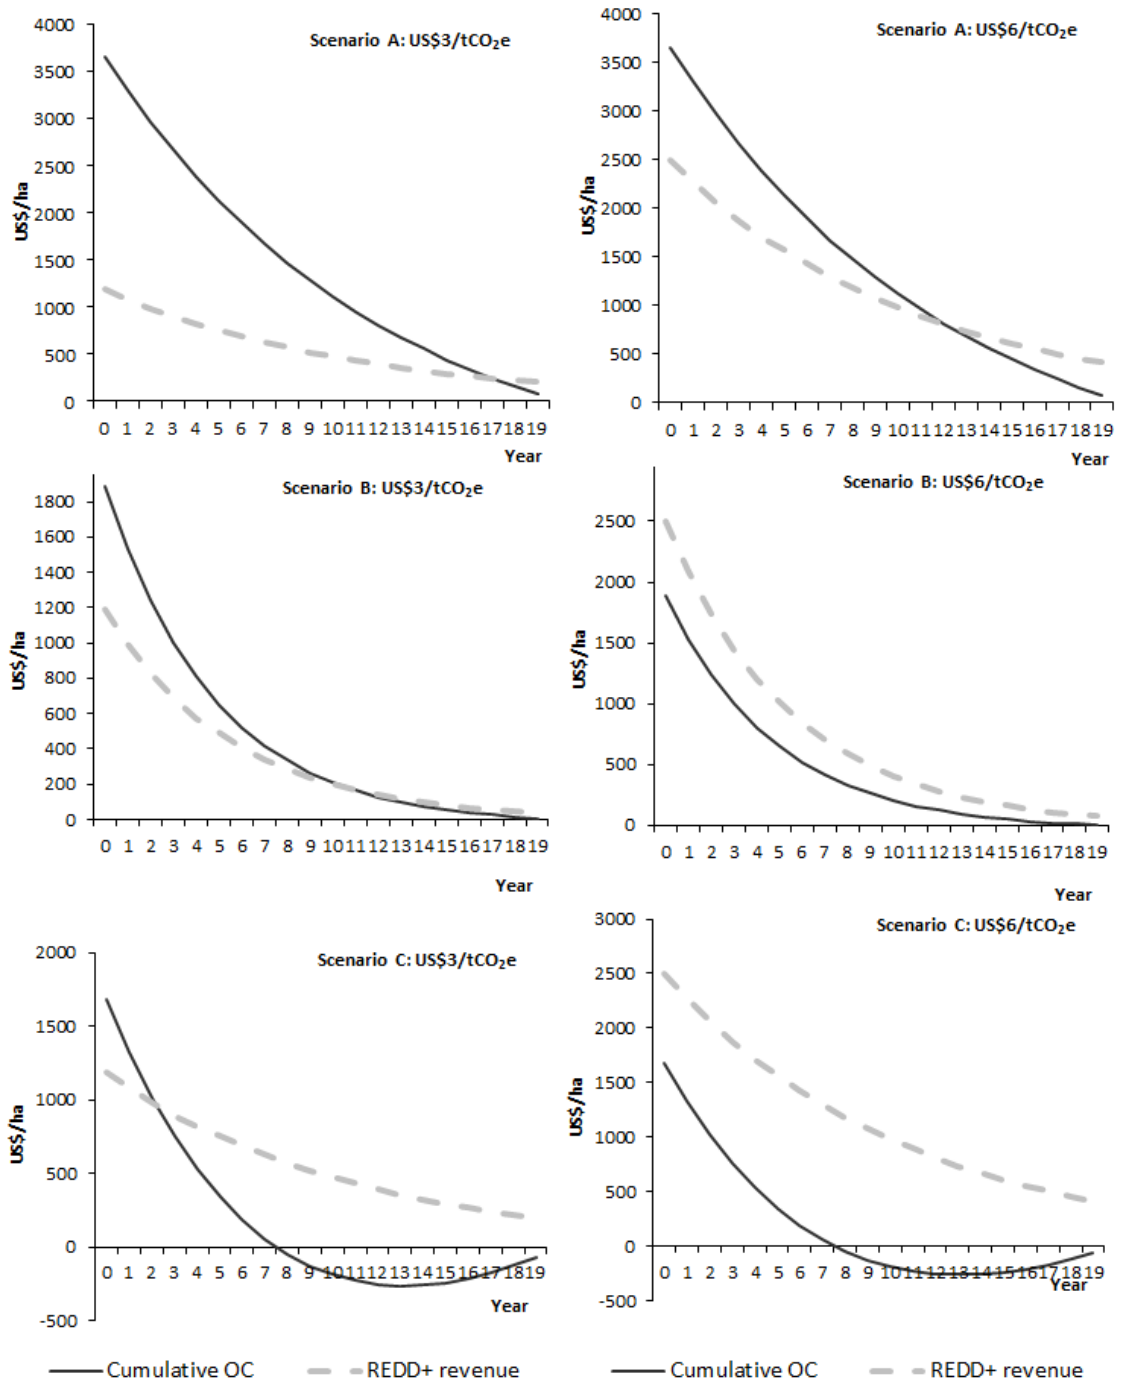 Scenario A: US$3/tCO2e
4000
3500
3000
2500
2000
1500
1000
500
0
US$/ha
0 1 2 3 4 5 6 7 8 9 10 11 12 13 14 15 16 17 18 19
Year
Scenario A: US$6/tCO2e
4000
3500
3000
2500
2000
1500
1000
500
0
US$/ha
0 1 2 3 4 5 6 7 8 9 10 11 12 13 14 15 16 17 18 19
Year
Scenario B: US$3/tCO2e
1800
1600
1400
1200
1000
800
600
400
200
0
US$/ha
0 1 2 3 4 5 6 7 8 9 10 11 12 13 14 15 16 17 18 19
Year
Scenario B: US$6/tCO2e
2500
2000
1500
1000
500
0
US$/ha
0 1 2 3 4 5 6 7 8 9 10 11 12 13 14 15 16 17 18 19
Year
Scenario C: US$3/tCO2e
2000
1500
1000
500
0
-500
US$/ha
0 1 2 3 4 5 6 7 8 9 10 11 12 13 14 15 16 17 18 19
Year
Scenario C: US$6/tCO2e
3000
2500
2000
1500
1000
500
0
-500
US$/ha
0 1 2 3 4 5 6 7 8 9 10 11 12 13 14 15 16 17 18 19
Year
Cumulative OC REDD+ revenue
Cumulative OC REDD+ revenue